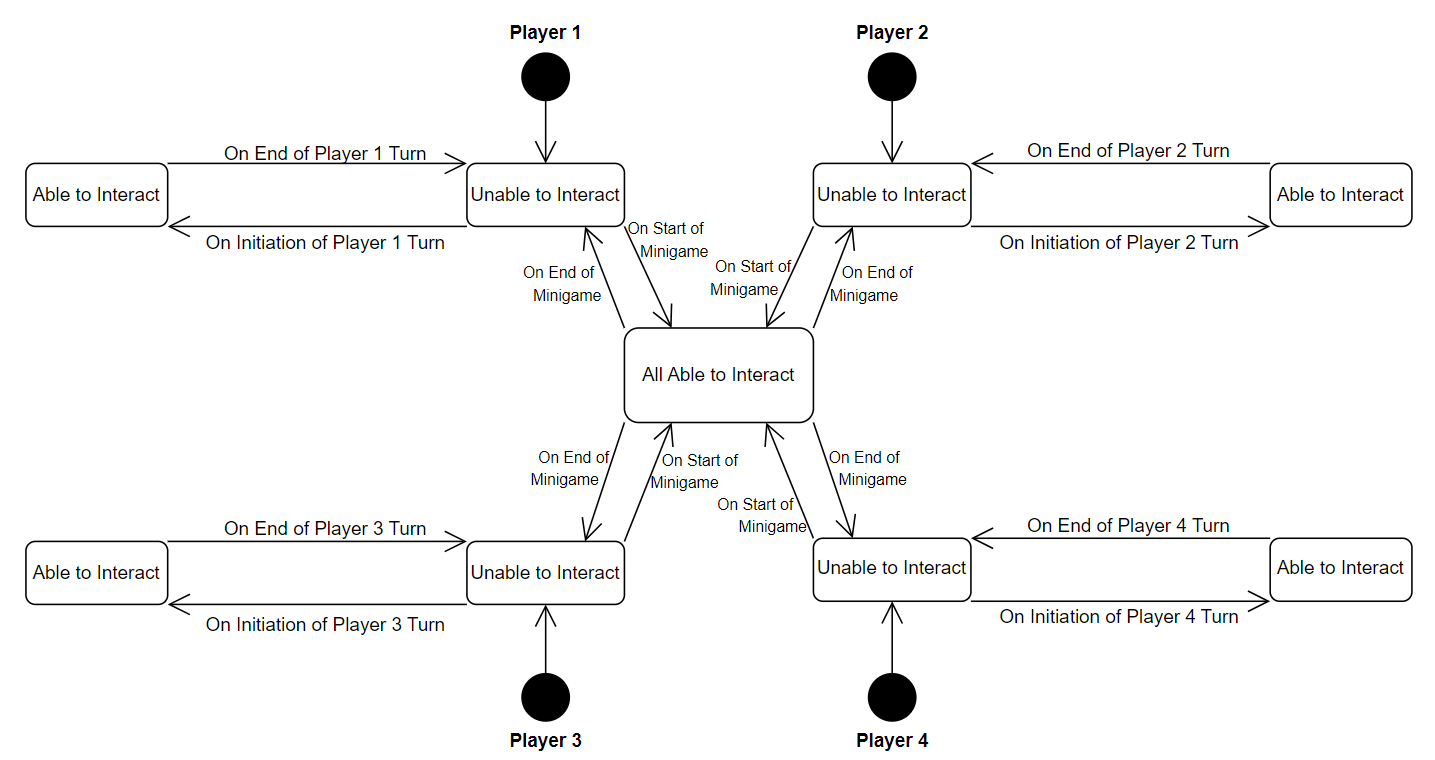 Player 1
Player 2
On End of Player 1 Turn
On End of Player 2 Turn
Able to Interact
Unable to Interact
Unable to Interact
Able to Interact
On Initiation of Player 1 Turn
On Initiation of Player 2 Turn
On Start of
Minigame
On End of
Minigame
On Start of
Minigame
On End of
Minigame
All Able to Interact
On End of
Minigame
On Start of
Minigame
On Start of
Minigame
On End of
Minigame
On End of Player 3 Turn
On End of Player 4 Turn
Able to Interact
Unable to Interact
Unable to Interact
Able to Interact
On Initiation of Player 3 Turn
On Initiation of Player 4 Turn
Player 3
Player 4